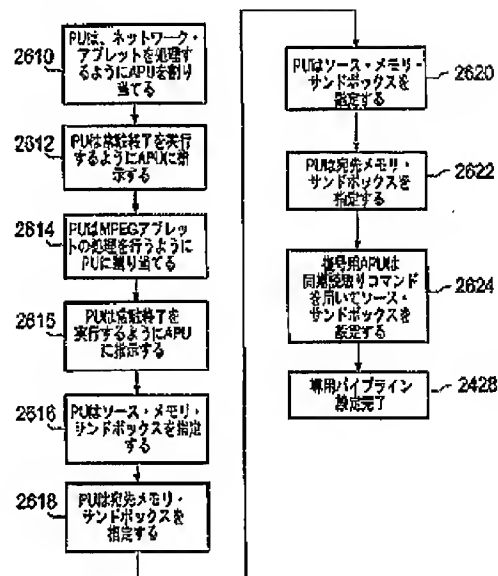 2610
PUは、ネットワーク・
アプレットを処理す
るようにAPUを割り
当てる
2612
PUは常駐終了を実行
するようにAPUに指
示する
2614
PUはMPEGアプレッ
トの処理を行うように
PUに割り当てる
2615
PUは常駐終了を
実行するようにAPU
に指示する
2616
PUはソース・メモリ・
サンドボックスを指定
する
2618
PUは宛先メモリ・
サンドボックスを
指定する
PUはソース・メモリ・
サンドボックスを
指定する
2620
PUは宛先メモリ・
サンドボックスを
指定する
2622
復号用APUは
同期読取りコマンド
を用いてソース・
サンドボックスを
設定する
2624
専用パイプライン
設定完了
2428